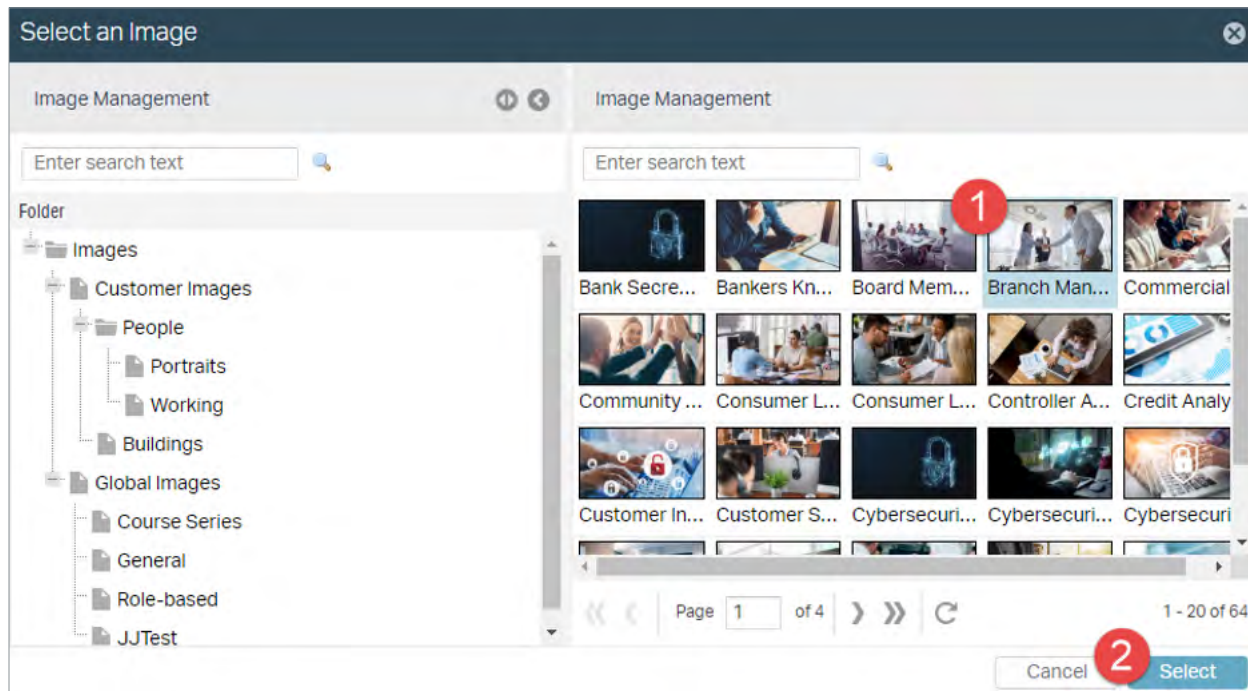 Select an Image
Image Management
Image Management
Enter search text
Enter search text
Folder
Images
Customer Images
People
Portraits
Working
Buildings
Global Images
Course Series
General
Role-based
JJTest
1
Bank Secre... Bankers Kn... Board Mem... Branch Man... Commercial
Community ... Consumer L... Consumer L... Controller A... Credit Analy
Customer In... Customer S... Cybersecuri... Cybersecuri... Cybersecuri
Page 1 of 4 1 - 20 of 64
Cancel 2 Select